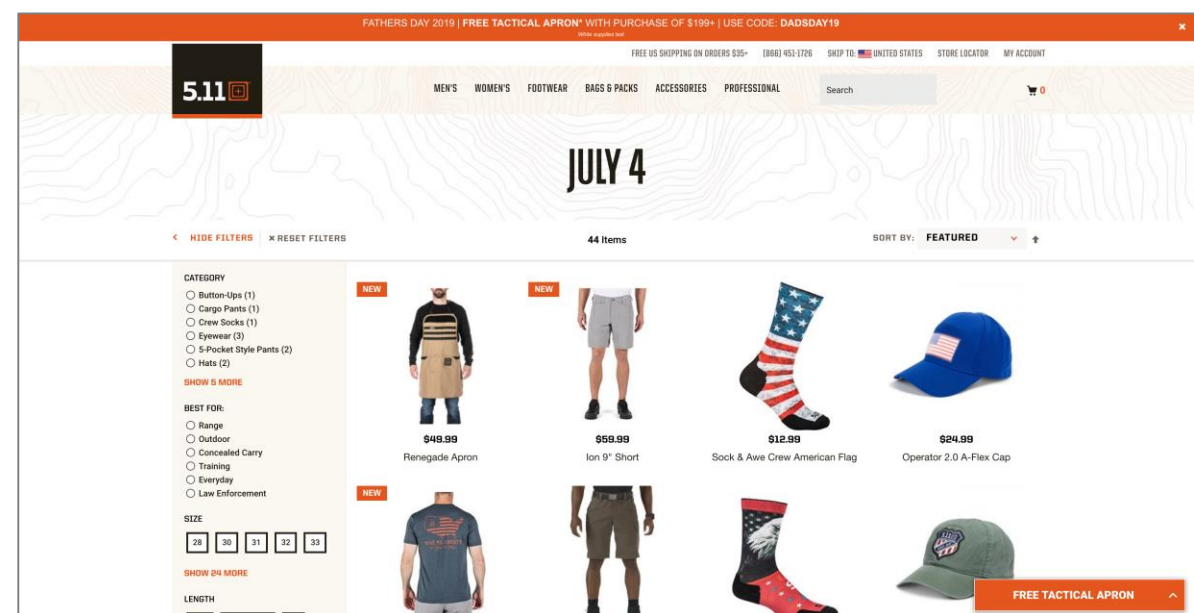 FATHERS DAY 2019 | FREE TACTICAL APRON* WITH PURCHASE OF $199+ | USE CODE: DADSDAY19
While supplies last
FREE US SHIPPING ON ORDERS $35+ (866) 451-1726 SHIP TO: UNITED STATES STORE LOCATOR MY ACCOUNT
5.11
MEN'S WOMEN'S FOOTWEAR BAGS & PACKS ACCESSORIES PROFESSIONAL Search 0
JULY 4
HIDE FILTERS × RESET FILTERS 44 Items SORT BY: FEATURED
CATEGORY
Button-Ups (1)
Cargo Pants (1)
Crew Socks (1)
Eyewear (3)
5-Pocket Style Pants (2)
Hats (2)
SHOW 5 MORE
BEST FOR:
Range
Outdoor
Concealed Carry
Training
Everyday
Law Enforcement
SIZE
28 30 31 32 33
SHOW 24 MORE
LENGTH
NEW
$49.99
Renegade Apron
NEW
$59.99
Ion 9" Short
$12.99
Sock & Awe Crew American Flag
$24.99
Operator 2.0 A-Flex Cap
NEW
FREE TACTICAL APRON